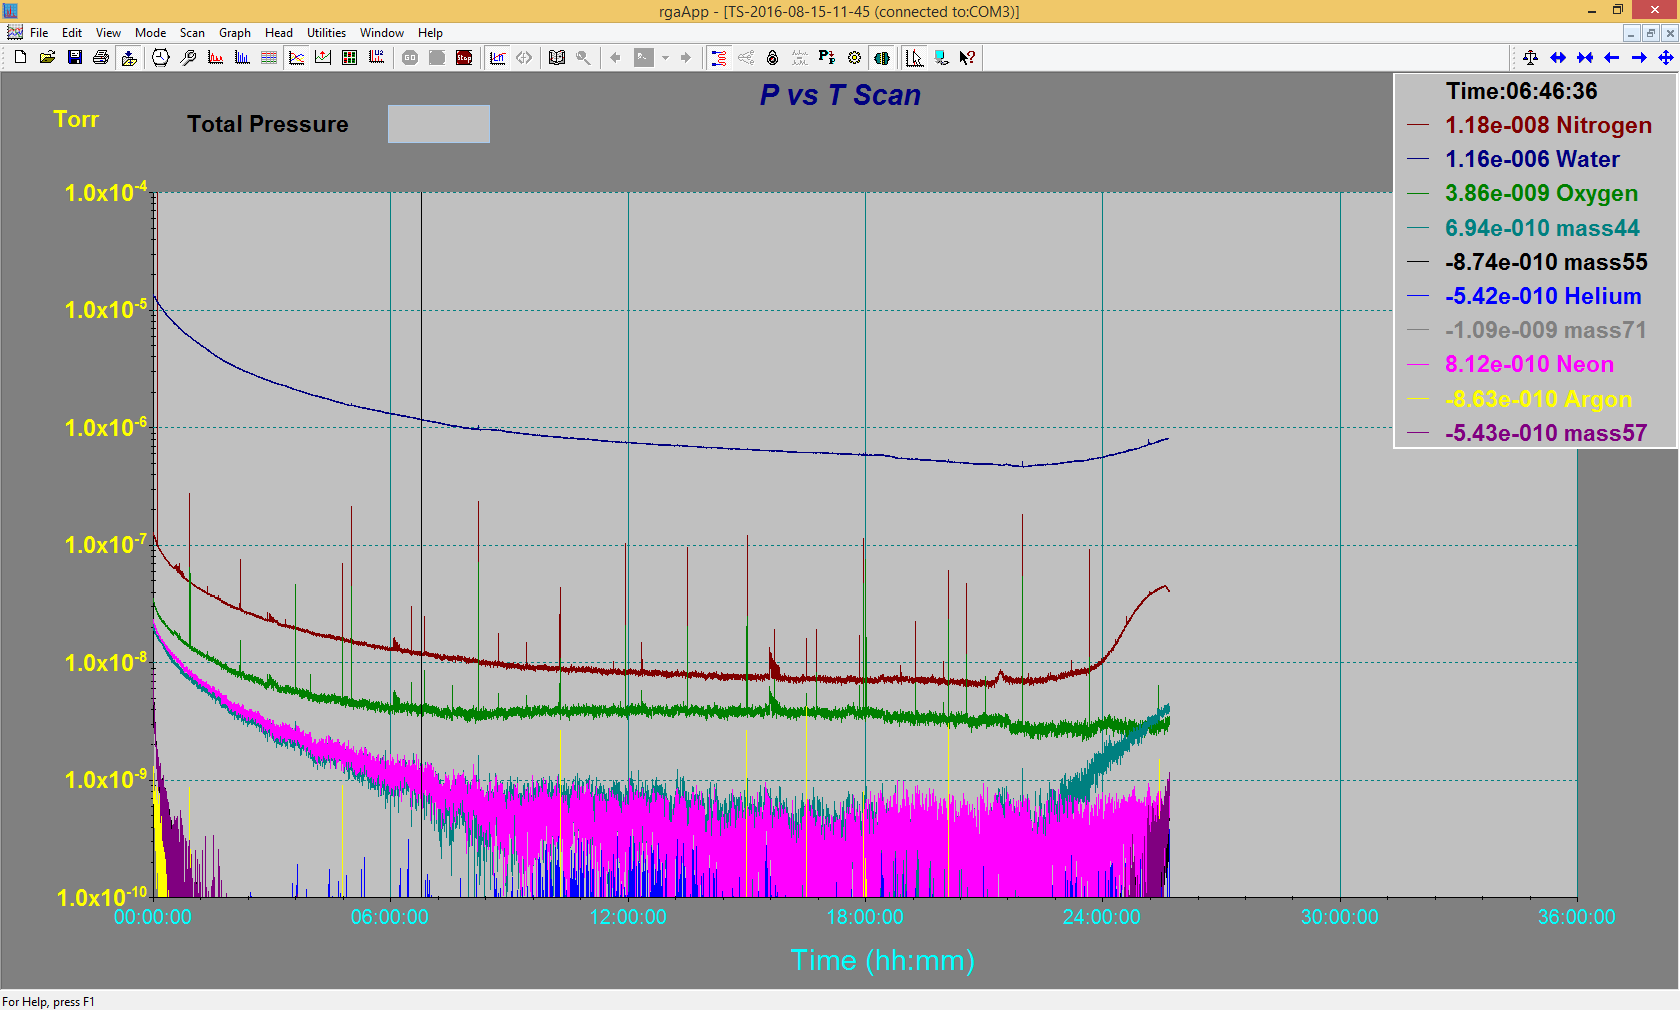 rgaApp - [TS-2016-08-15-11-45 (connected to:COM3)]
File Edit View Mode Scan Graph Head Utilities Window Help
GO Stop
P vs T Scan
Torr
Total Pressure
Time:06:46:36
1.18e-008 Nitrogen
1.16e-006 Water
3.86e-009 Oxygen
6.94e-010 mass44
-8.74e-010 mass55
-5.42e-010 Helium
-1.09e-009 mass71
8.12e-010 Neon
-8.63e-010 Argon
-5.43e-010 mass57
1.0x10-4
1.0x10-5
1.0x10-6
1.0x10-7
1.0x10-8
1.0x10-9
1.0x10-10
00:00:00 06:00:00 12:00:00 18:00:00 24:00:00 30:00:00 36:00:00
Time (hh:mm)
For Help, press F1